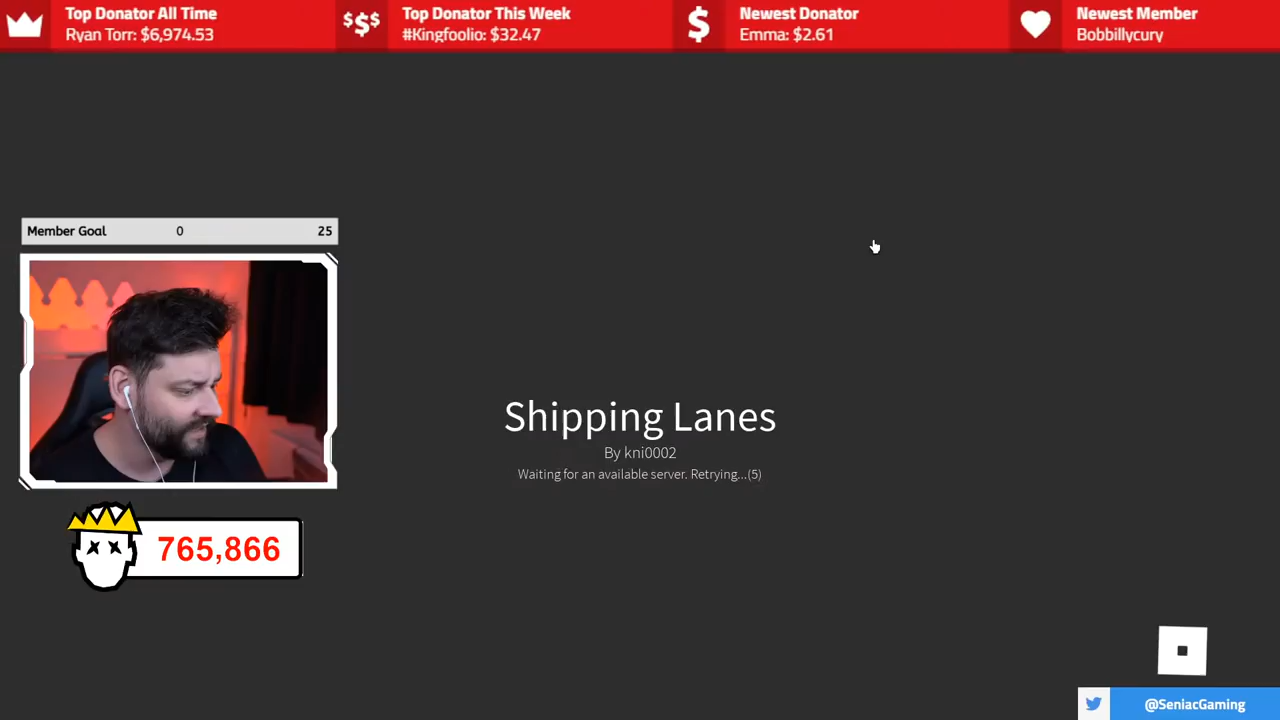 Top Donator All Time
Ryan Torr: $6,974.53
$$$
Top Donator This Week
#Kingfoolio: $32.47
$
Newest Donator
Emma: $2.61
Newest Member
Bobbillycury
Member Goal 0 25
Shipping Lanes
By kni0002
Waiting for an available server. Retrying...(5)
765,866
@SeniacGaming